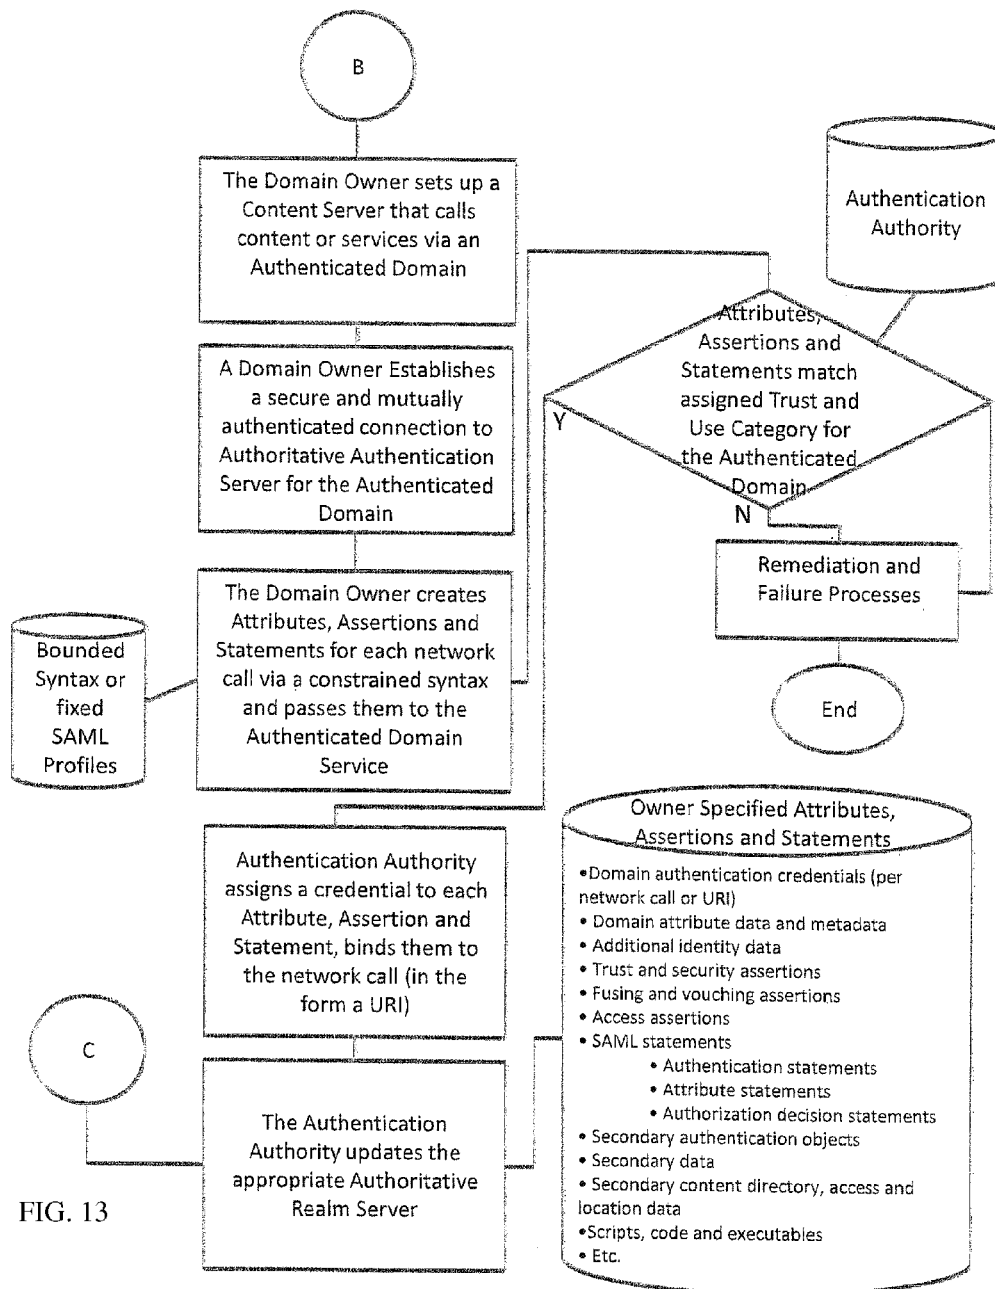 B
The Domain Owner sets up a
Content Server that calls
content or services via an
Authenticated Domain
Authentication
Authority
A Domain Owner Establishes
a secure and mutually
authenticated connection to
Authoritative Authentication
Server for the Authenticated
Domain
Attributes,
Assertions and
Statements match
assigned Trust and
Use Category for
the Authenticated
Domain
Y
N
Remediation and
Failure Processes
End
The Domain Owner creates
Attributes, Assertions and
Statements for each network
call via a constrained syntax
and passes them to the
Authenticated Domain
Service
Bounded
Syntax or
fixed
SAML
Profiles
Authentication Authority
assigns a credential to each
Attribute, Assertion and
Statement, binds them to
the network call (in the
form a URI)
C
The Authentication
Authority updates the
appropriate Authoritative
Realm Server
Owner Specified Attributes,
Assertions and Statements
•Domain authentication credentials (per
network call or URI)
• Domain attribute data and metadata
• Additional identity data
• Trust and security assertions
• Fusing and vouching assertions
• Access assertions
• SAML statements
• Authentication statements
• Attribute statements
• Authorization decision statements
• Secondary authentication objects
• Secondary data
• Secondary content directory, access and
location data
•Scripts, code and executables
• Etc.
FIG. 13